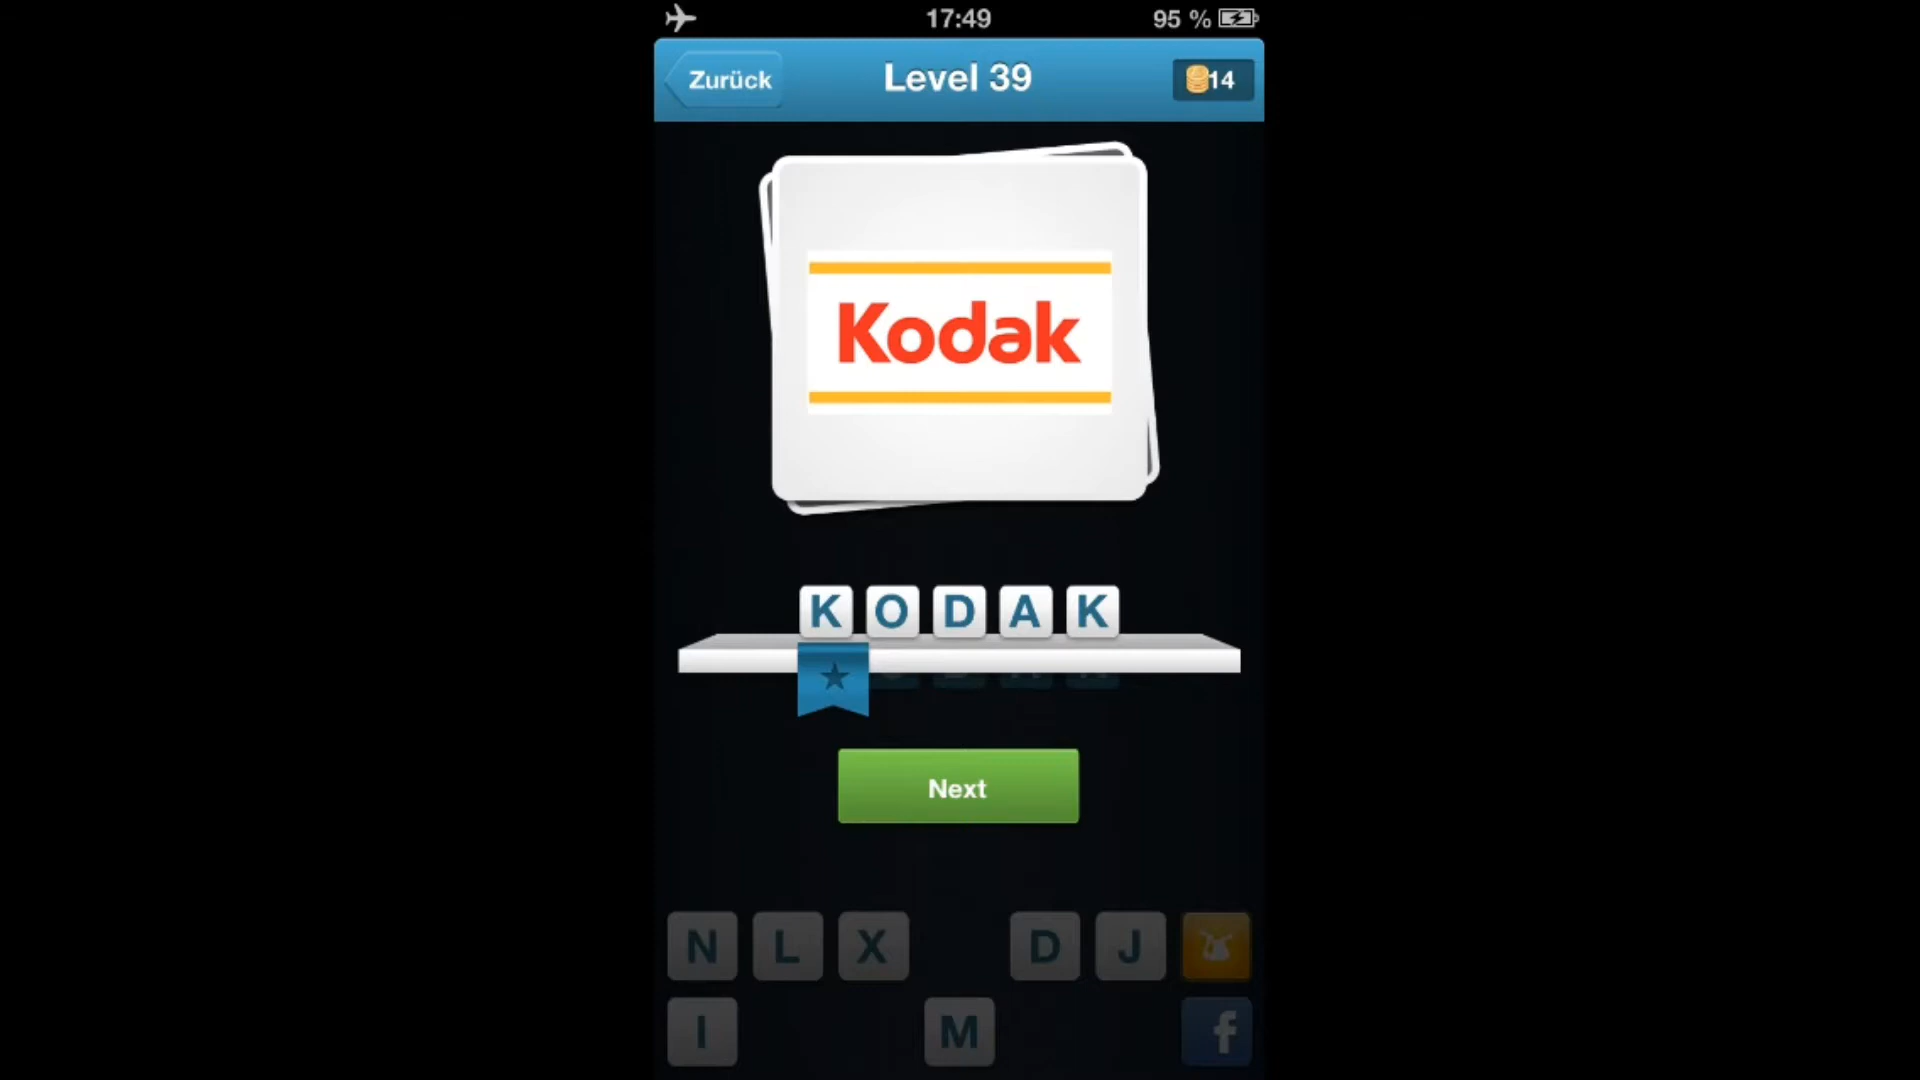 17:49
95 %
Zurück
Level 39
14
Kodak
K O D A K
Next
N L X D J
I M f